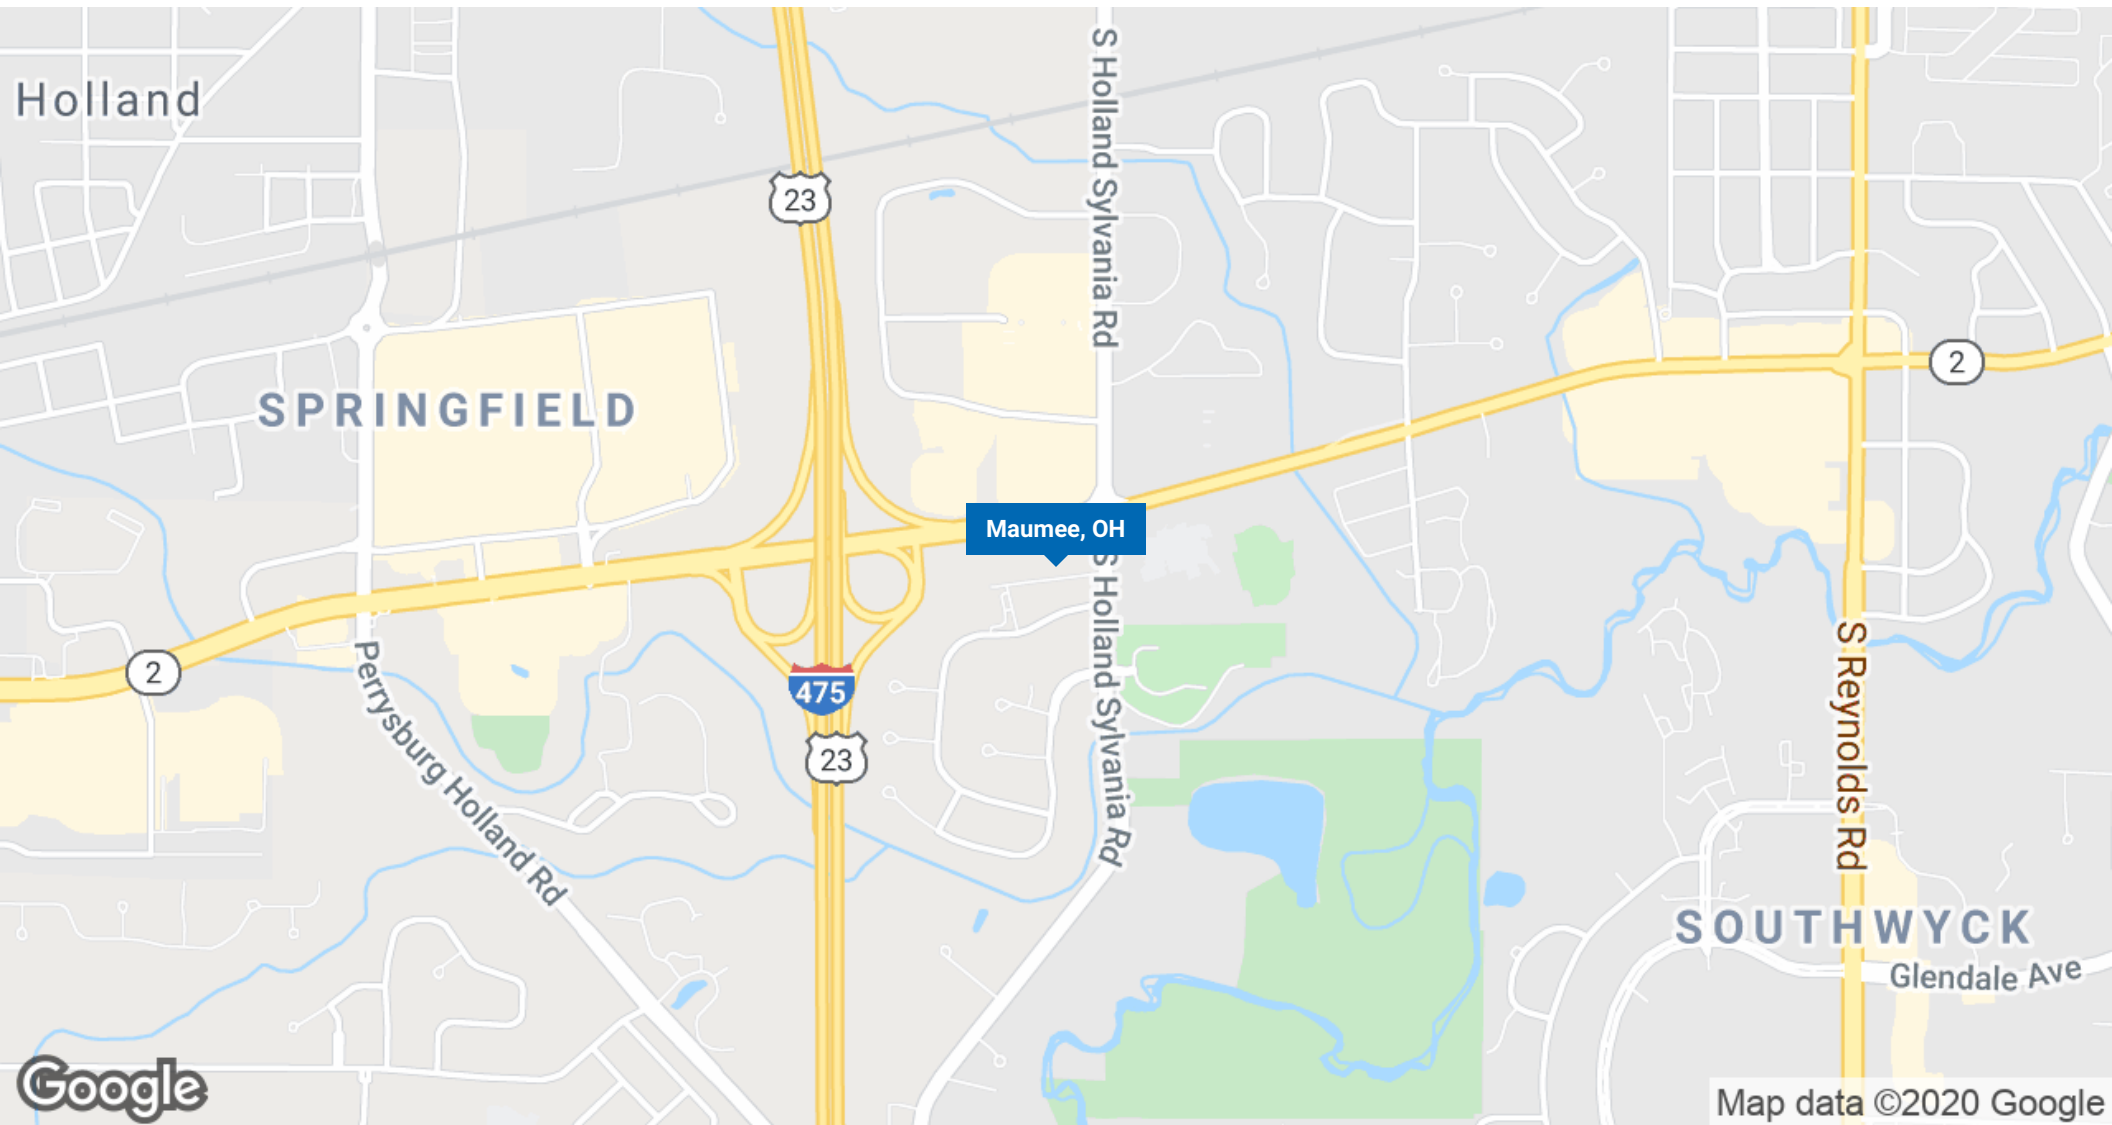 S Holland Sylvania Rd
Holland
23
2
SPRINGFIELD
Maumee, OH
S Holland Sylvania Rd
2
475
23
Perrysburg Holland Rd
S Reynolds Rd
SOUTHWYCK
Glendale Ave
Google
Map data ©2020 Google